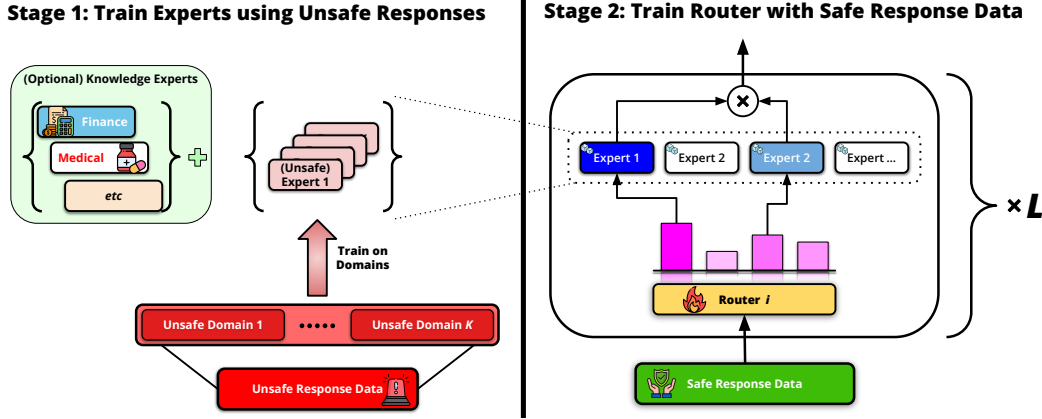 Stage 1: Train Experts using Unsafe Responses
(Optional) Knowledge Experts
Finance
Medical
etc
(Unsafe)
Expert 1
Train on
Domains
Unsafe Domain 1
Unsafe Domain K
Unsafe Response Data
Stage 2: Train Router with Safe Response Data
Expert 1
Expert 2
Expert 2
Expert ...
× L
Router i
Safe Response Data